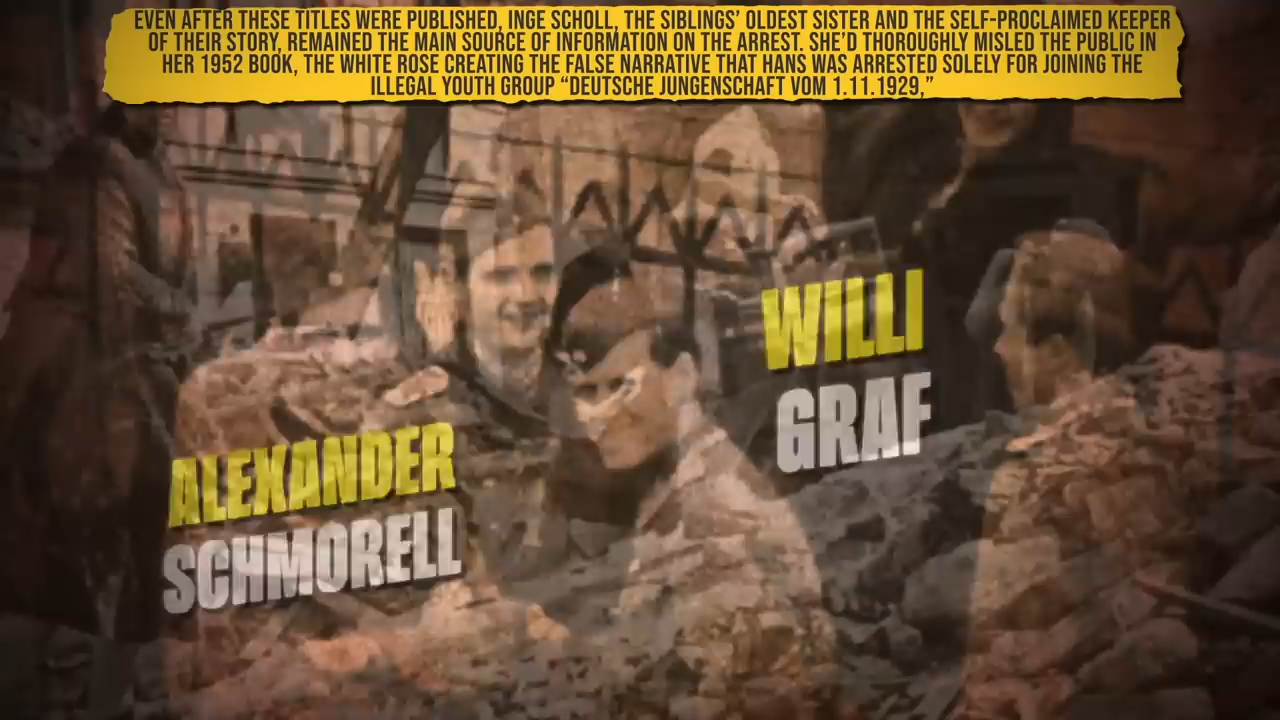 EVEN AFTER THESE TITLES WERE PUBLISHED, INGE SCHOLL, THE SIBLINGS' OLDEST SISTER AND THE SELF-PROCLAIMED KEEPER
OF THEIR STORY, REMAINED THE MAIN SOURCE OF INFORMATION ON THE ARREST. SHE'D THOROUGHLY MISLED THE PUBLIC IN
HER 1952 BOOK, THE WHITE ROSE CREATING THE FALSE NARRATIVE THAT HANS WAS ARRESTED SOLELY FOR JOINING THE
ILLEGAL YOUTH GROUP “DEUTSCHE JUNGENSCHAFT VOM 1.11.1929,”
WILLI
GRAF
ALEXANDER
SCHMORELL